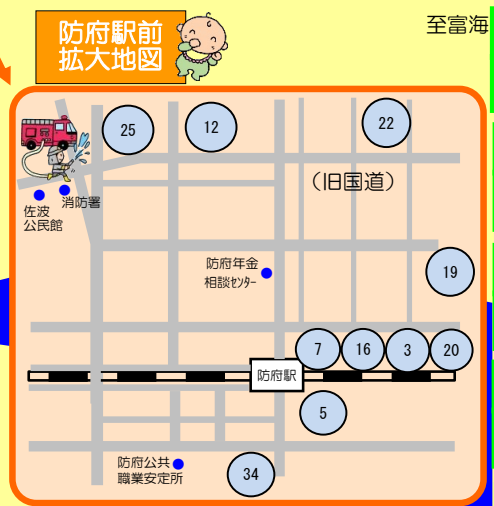 防府駅前
拡大地図
至富海
25
12
22
(旧国道)
消防署
佐波
公民館
防府年金
相談センター
19
7
16
3
20
防府駅
5
防府公共
職業安定所
34